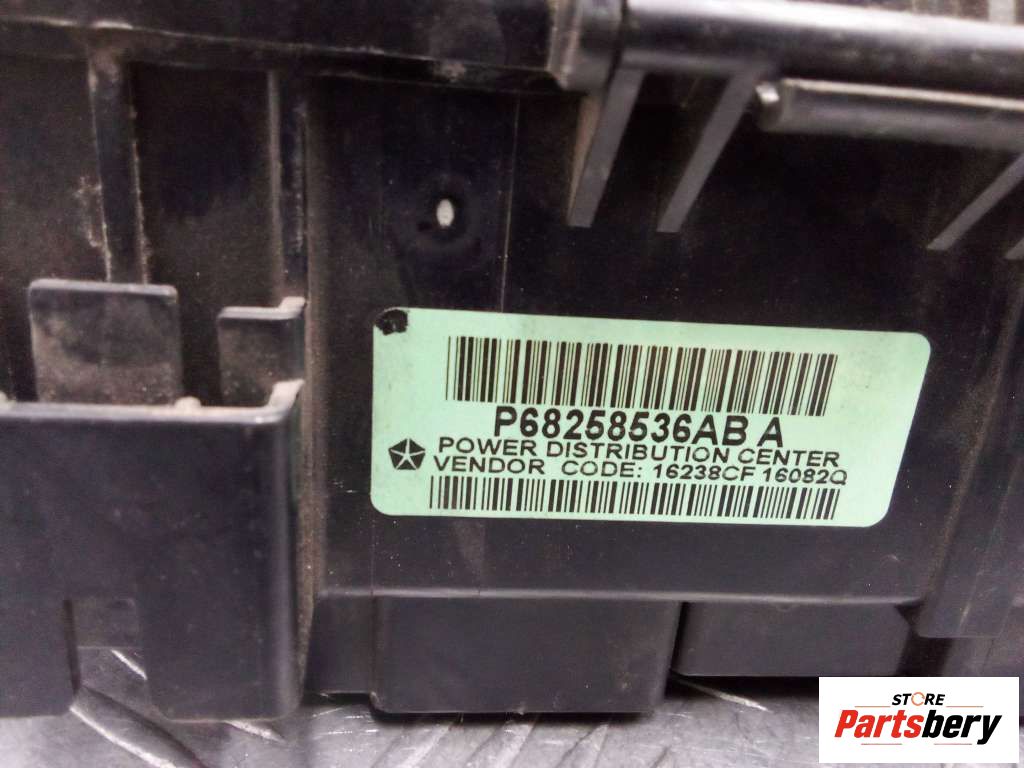 P68258536AB A
POWER DISTRIBUTION CENTER
VENDOR CODE: 16238CF 16082Q
STORE
Partsbery